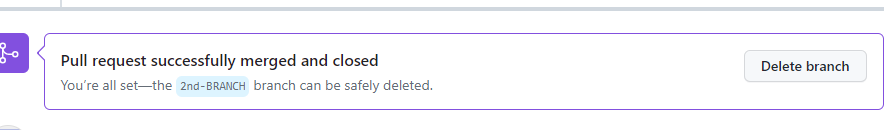 Pull request successfully merged and closed
Delete branch
You're all set—the 2nd-BRANCH branch can be safely deleted.